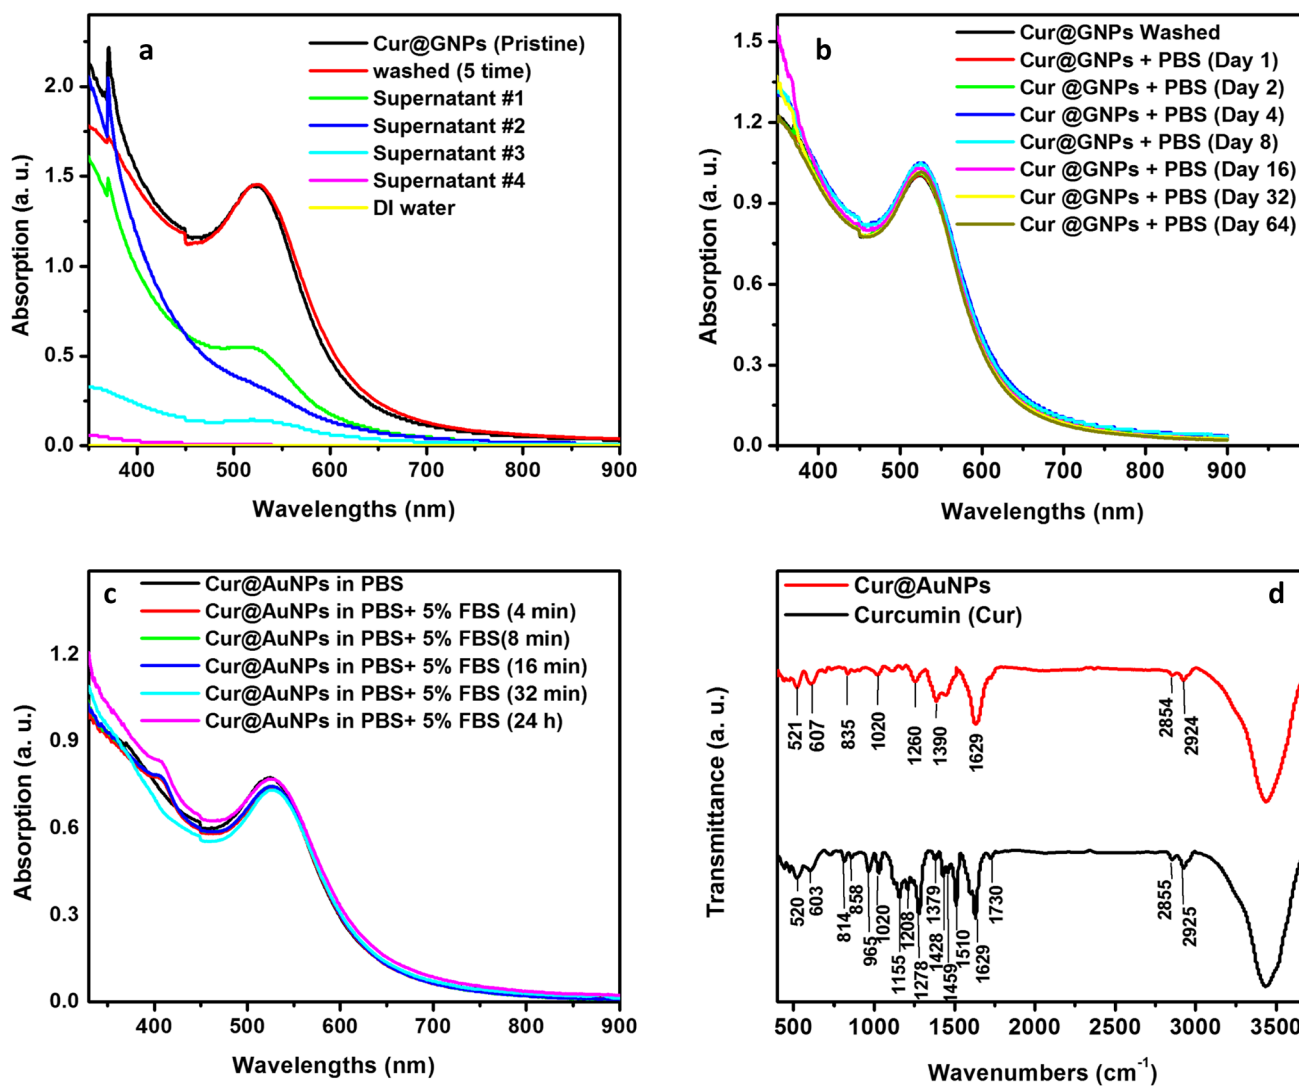 a
Cur@GNPs (Pristine)
washed (5 time)
Supernatant #1
Supernatant #2
Supernatant #3
Supernatant #4
DI water
2.0
1.5
1.0
0.5
0.0
Absorption (a. u.)
400 500 600 700 800 900
Wavelengths (nm)
b
Cur@GNPs Washed
Cur@GNPs + PBS (Day 1)
Cur @GNPs + PBS (Day 2)
Cur @GNPs + PBS (Day 4)
Cur@GNPs + PBS (Day 8)
Cur @GNPs + PBS (Day 16)
Cur @GNPs + PBS (Day 32)
Cur @GNPs + PBS (Day 64)
1.5
1.2
0.9
0.6
0.3
0.0
Absorption (a. u.)
400 500 600 700 800 900
Wavelengths (nm)
c
Cur@AuNPs in PBS
Cur@AuNPs in PBS+ 5% FBS (4 min)
Cur@AuNPs in PBS+ 5% FBS(8 min)
Cur@AuNPs in PBS+ 5% FBS (16 min)
Cur@AuNPs in PBS+ 5% FBS (32 min)
Cur@AuNPs in PBS+ 5% FBS (24 h)
1.2
0.9
0.6
0.3
0.0
Absorption (a. u.)
400 500 600 700 800 900
Wavelengths (nm)
d
Cur@AuNPs
Curcumin (Cur)
521
607
835
1020
1260
1390
1629
2854
2924
520
603
814
858
965
1020
1155
1208
1278
1379
1428
1459
1510
1629
1730
2855
2925
Transmittance (a. u.)
500 1000 1500 2000 2500 3000 3500
Wavenumbers (cm⁻¹)